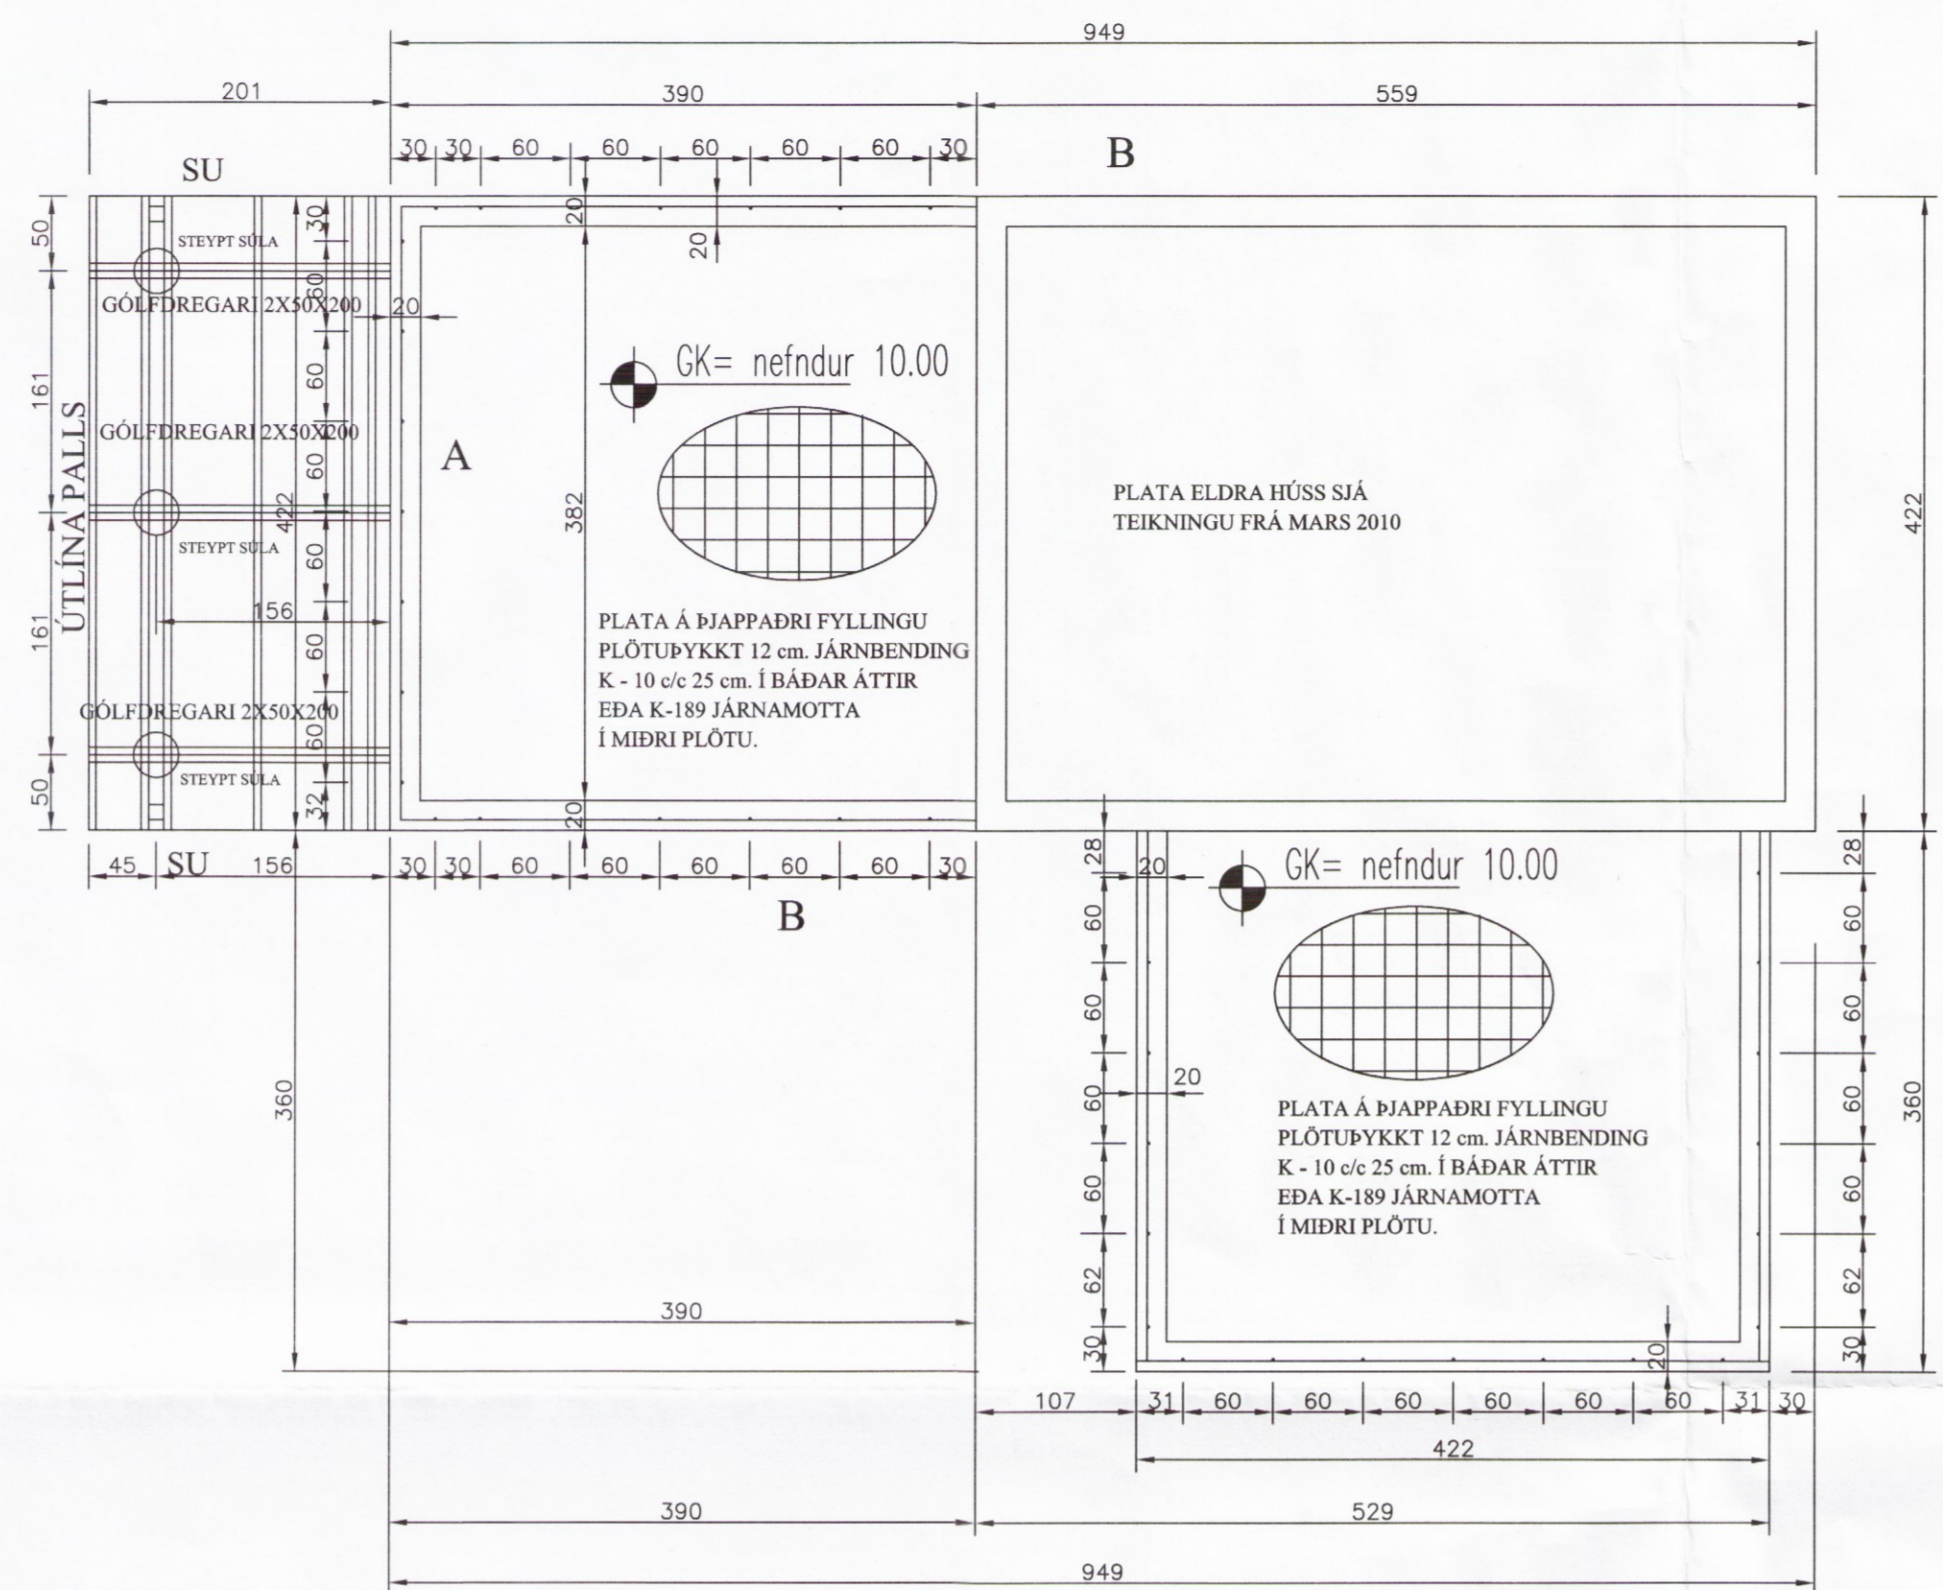 949
201
390
559
30 30 60 60 60 60 60 30
SU
B
50
161
161
50
STEYPT SÚLA
GÓLFDREGARI 2X50X200
GÓLFDREGARI 2X50X200
STEYPT SÚLA
GÓLFDREGARI 2X50X200
STEYPT SÚLA
ÚTLÍNA PALLS
156
422
30
60
60
60
60
60
60
32
20
20
20
382
20
A
GK= nefndur 10.00
PLATA Á ÞJAPPAÐRI FYLLINGU
PLÖTUÞYKKT 12 cm. JÁRNBENDING
K - 10 c/c 25 cm. Í BÁÐAR ÁTTIR
EÐA K-189 JÁRNAMOTTA
Í MIÐRI PLÖTU.
PLATA ELDRA HÚSS SJÁ
TEIKNINGU FRÁ MARS 2010
422
45 SU 156
30 30 60 60 60 60 60 30
B
360
390
28
60
60
60
60
62
30
20
GK= nefndur 10.00
20
PLATA Á ÞJAPPAÐRI FYLLINGU
PLÖTUÞYKKT 12 cm. JÁRNBENDING
K - 10 c/c 25 cm. Í BÁÐAR ÁTTIR
EÐA K-189 JÁRNAMOTTA
Í MIÐRI PLÖTU.
20
28
60
60
60
60
62
30
360
107 31 60 60 60 60 60 60 31 30
422
390
529
949